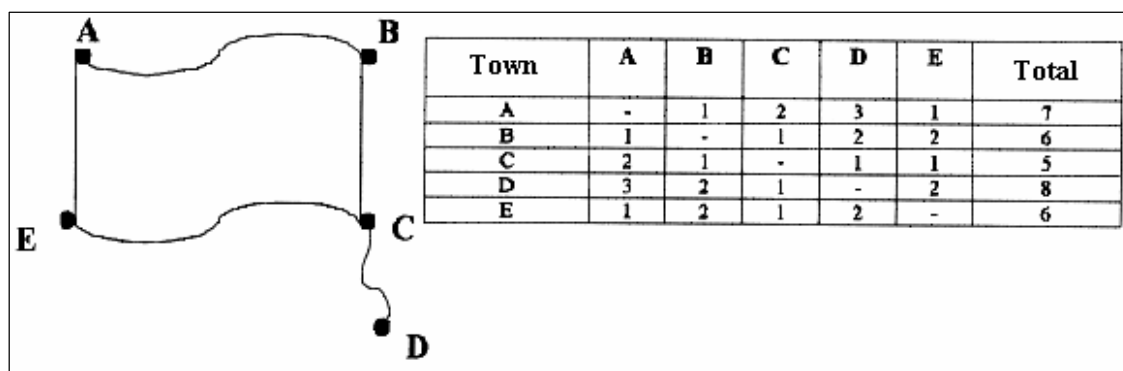 A B
E C
D
Town A B C D E Total
A - 1 2 3 1 7
B 1 - 1 2 2 6
C 2 1 - 1 1 5
D 3 2 1 - 2 8
E 1 2 1 2 - 6